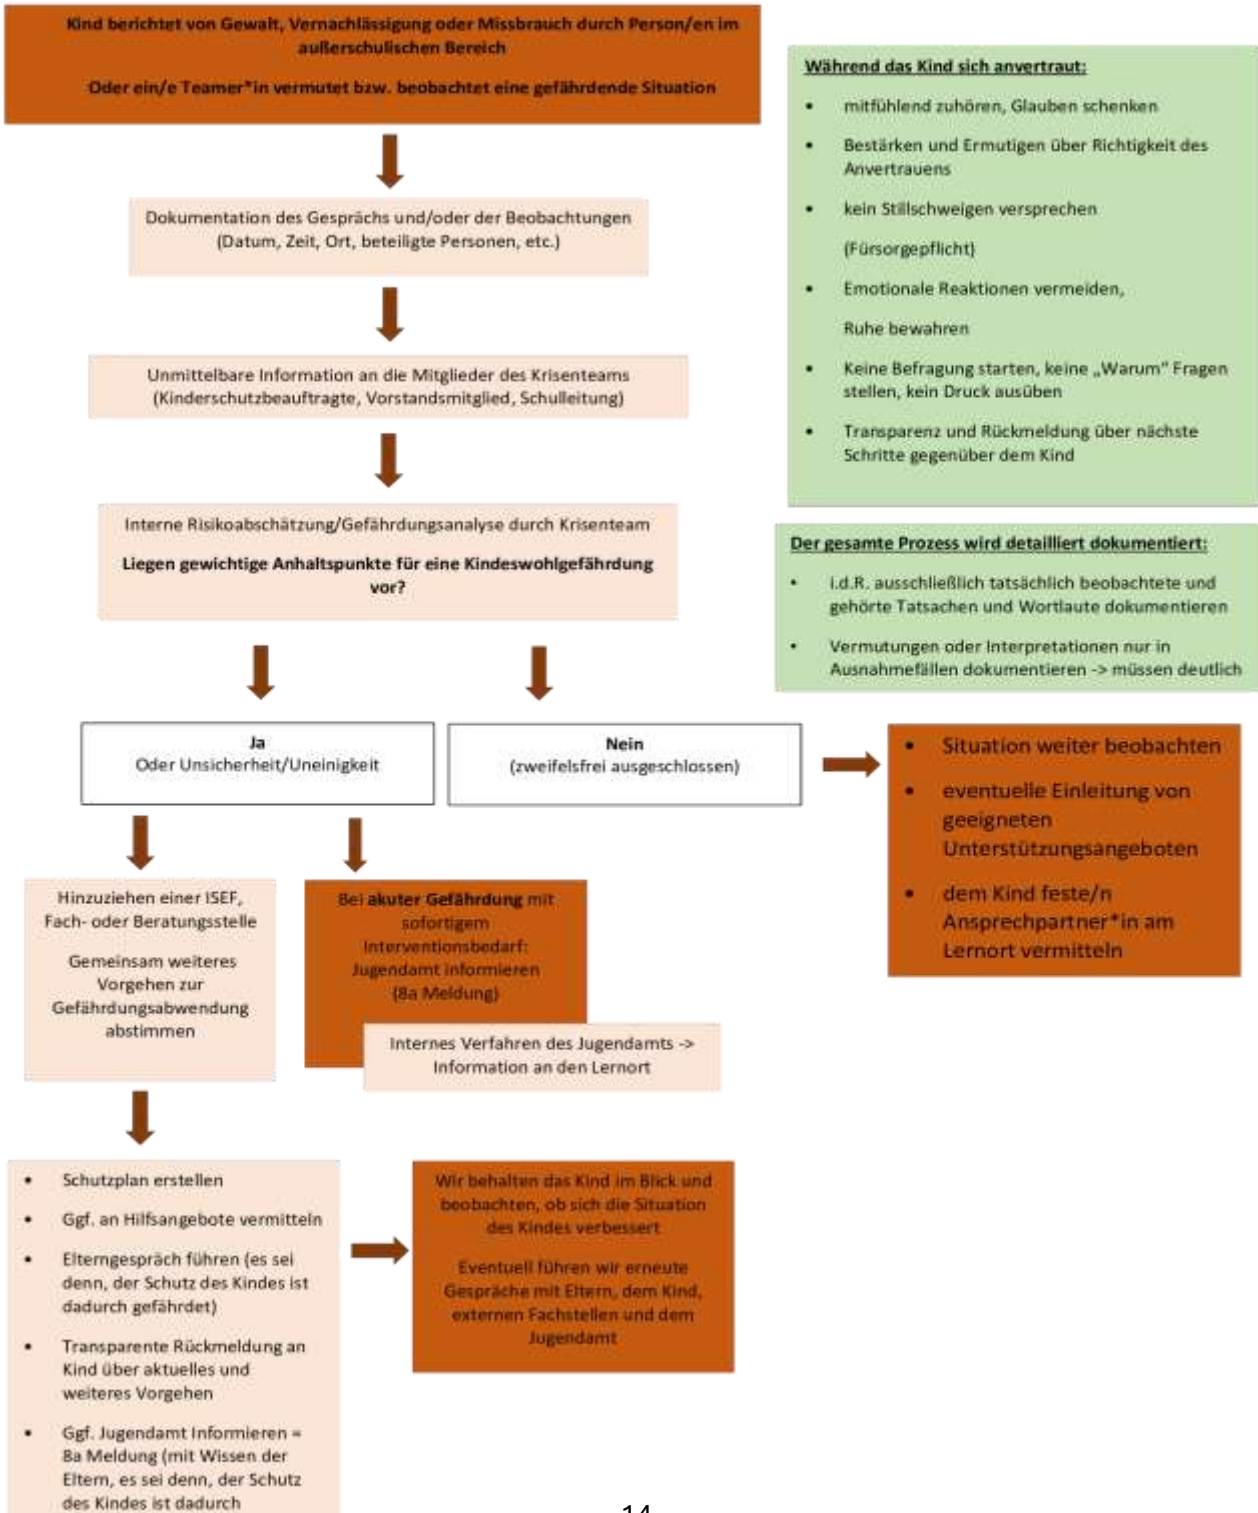 Kind berichtet von Gewalt, Vernachlässigung oder Missbrauch durch Person/en im
außerschulischen Bereich
Oder ein/e Teamer*in vermutet bzw. beobachtet eine gefährdende Situation
Dokumentation des Gesprächs und/oder der Beobachtungen
(Datum, Zeit, Ort, beteiligte Personen, etc.)
Unmittelbare Information an die Mitglieder des Krisenteams
(Kinderschutzbeauftragte, Vorstandsmitglied, Schulleitung)
Interne Risikoabschätzung/Gefährdungsanalyse durch Krisenteam
Liegen gewichtige Anhaltspunkte für eine Kindeswohlgefährdung
vor?
Während das Kind sich anvertraut:
• mitfühlend zuhören, Glauben schenken
• Bestärken und Ermutigen über Richtigkeit des
Anvertrauens
• kein Stillschweigen versprechen
(Fürsorgepflicht)
• Emotionale Reaktionen vermeiden,
Ruhe bewahren
• Keine Befragung starten, keine „Warum“ Fragen
stellen, kein Druck ausüben
• Transparenz und Rückmeldung über nächste
Schritte gegenüber dem Kind
Der gesamte Prozess wird detailliert dokumentiert:
• i.d.R. ausschließlich tatsächlich beobachtete und
gehörte Tatsachen und Wortlaute dokumentieren
• Vermutungen oder Interpretationen nur in
Ausnahmefällen dokumentieren -> müssen deutlich
Ja
Oder Unsicherheit/Uneinigkeit
Nein
(zweifelsfrei ausgeschlossen)
• Situation weiter beobachten
• eventuelle Einleitung von
geeigneten
Unterstützungsangeboten
• dem Kind feste/n
Ansprechpartner*in am
Lernort vermitteln
Hinzuziehen einer ISEF,
Fach- oder Beratungsstelle
Gemeinsam weiteres
Vorgehen zur
Gefährdungsabwendung
abstimmen
Bei akuter Gefährdung mit
sofortigem
Interventionsbedarf:
Jugendamt informieren
(8a Meldung)
Internes Verfahren des Jugendamts ->
Information an den Lernort
• Schutzplan erstellen
• Ggf. an Hilfsangebote vermitteln
• Elterngespräch führen (es sei
denn, der Schutz des Kindes ist
dadurch gefährdet)
• Transparente Rückmeldung an
Kind über aktuelles und
weiteres Vorgehen
• Ggf. Jugendamt Informieren =
8a Meldung (mit Wissen der
Eltern, es sei denn, der Schutz
des Kindes ist dadurch
Wir behalten das Kind im Blick und
beobachten, ob sich die Situation
des Kindes verbessert
Eventuell führen wir erneute
Gespräche mit Eltern, dem Kind,
externen Fachstellen und dem
Jugendamt
14